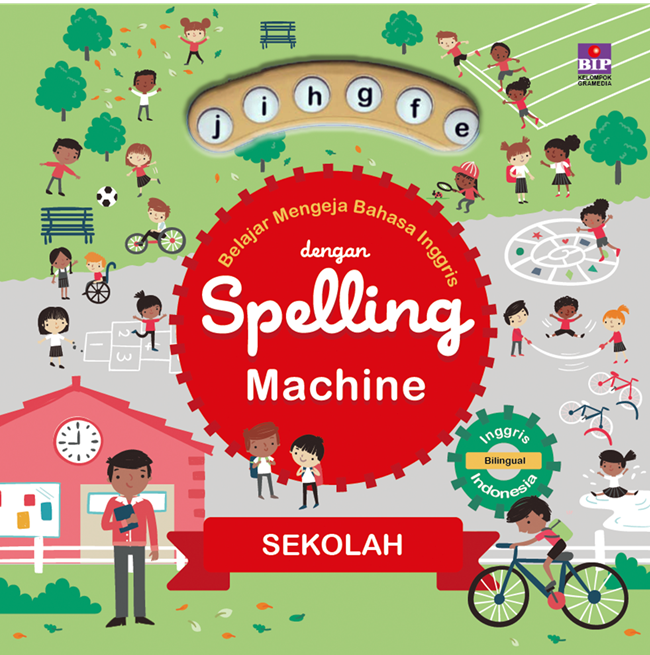 BIP
KELOMPOK
GRAMEDIA
j i h g f e
Belajar Mengeja Bahasa Inggris
dengan
Spelling
Machine
Inggris
Bilingual
Indonesia
SEKOLAH